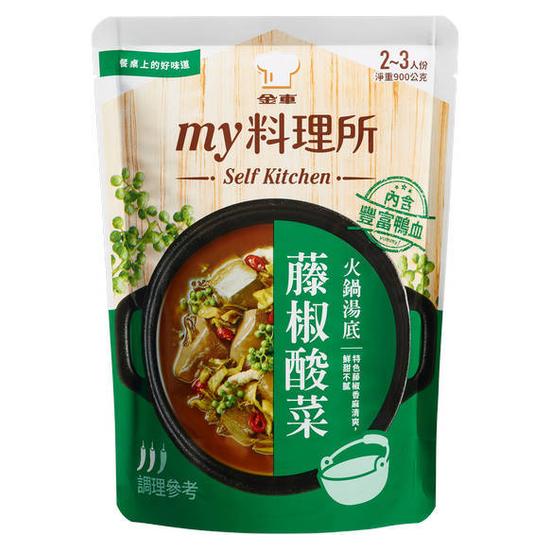 餐桌上的好味道
2~3人份
淨重900公克
金車
my料理所
Self Kitchen
內含
豐富鴨血
yummy!
火鍋湯底
藤椒酸菜
特色藤椒香麻清爽，
鮮甜不膩
調理參考